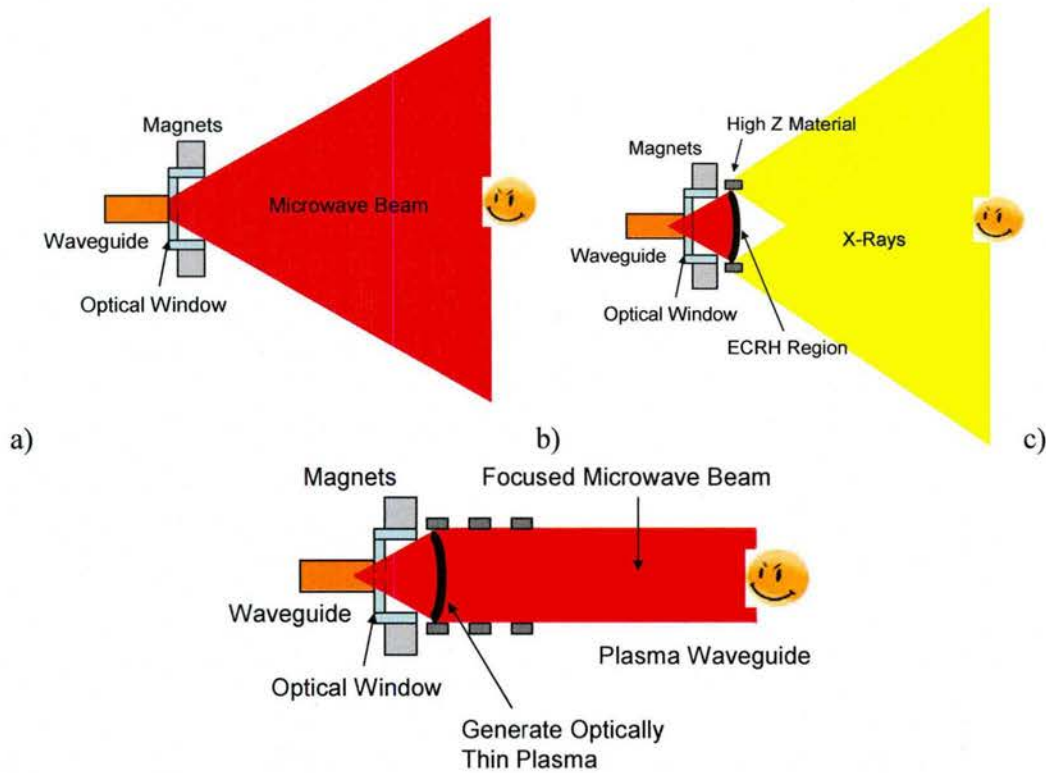 Magnets
Microwave Beam
Waveguide
Optical Window
a)
High Z Material
Magnets
X-Rays
Waveguide
Optical Window
ECRH Region
b)
c)
Magnets
Focused Microwave Beam
Waveguide
Plasma Waveguide
Optical Window
Generate Optically
Thin Plasma